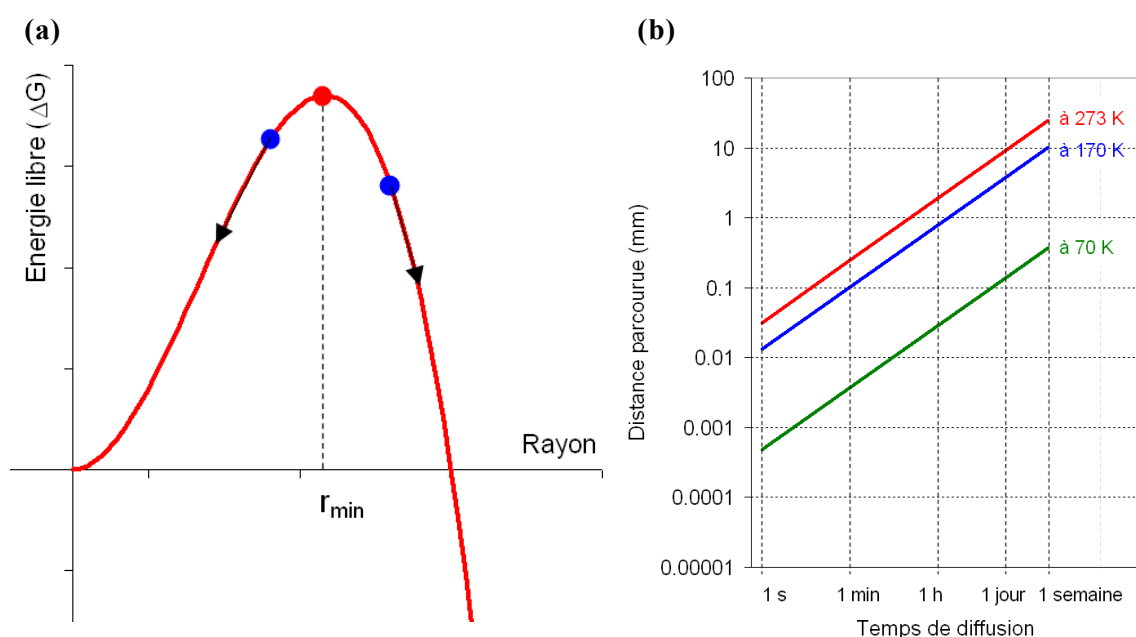 (a)
Energie libre (ΔG)
Rayon
rmin
(b)
Distance parcourue (mm)
100
10
1
0.1
0.01
0.001
0.0001
0.00001
à 273 K
à 170 K
à 70 K
1 s
1 min
1 h
1 jour
1 semaine
Temps de diffusion